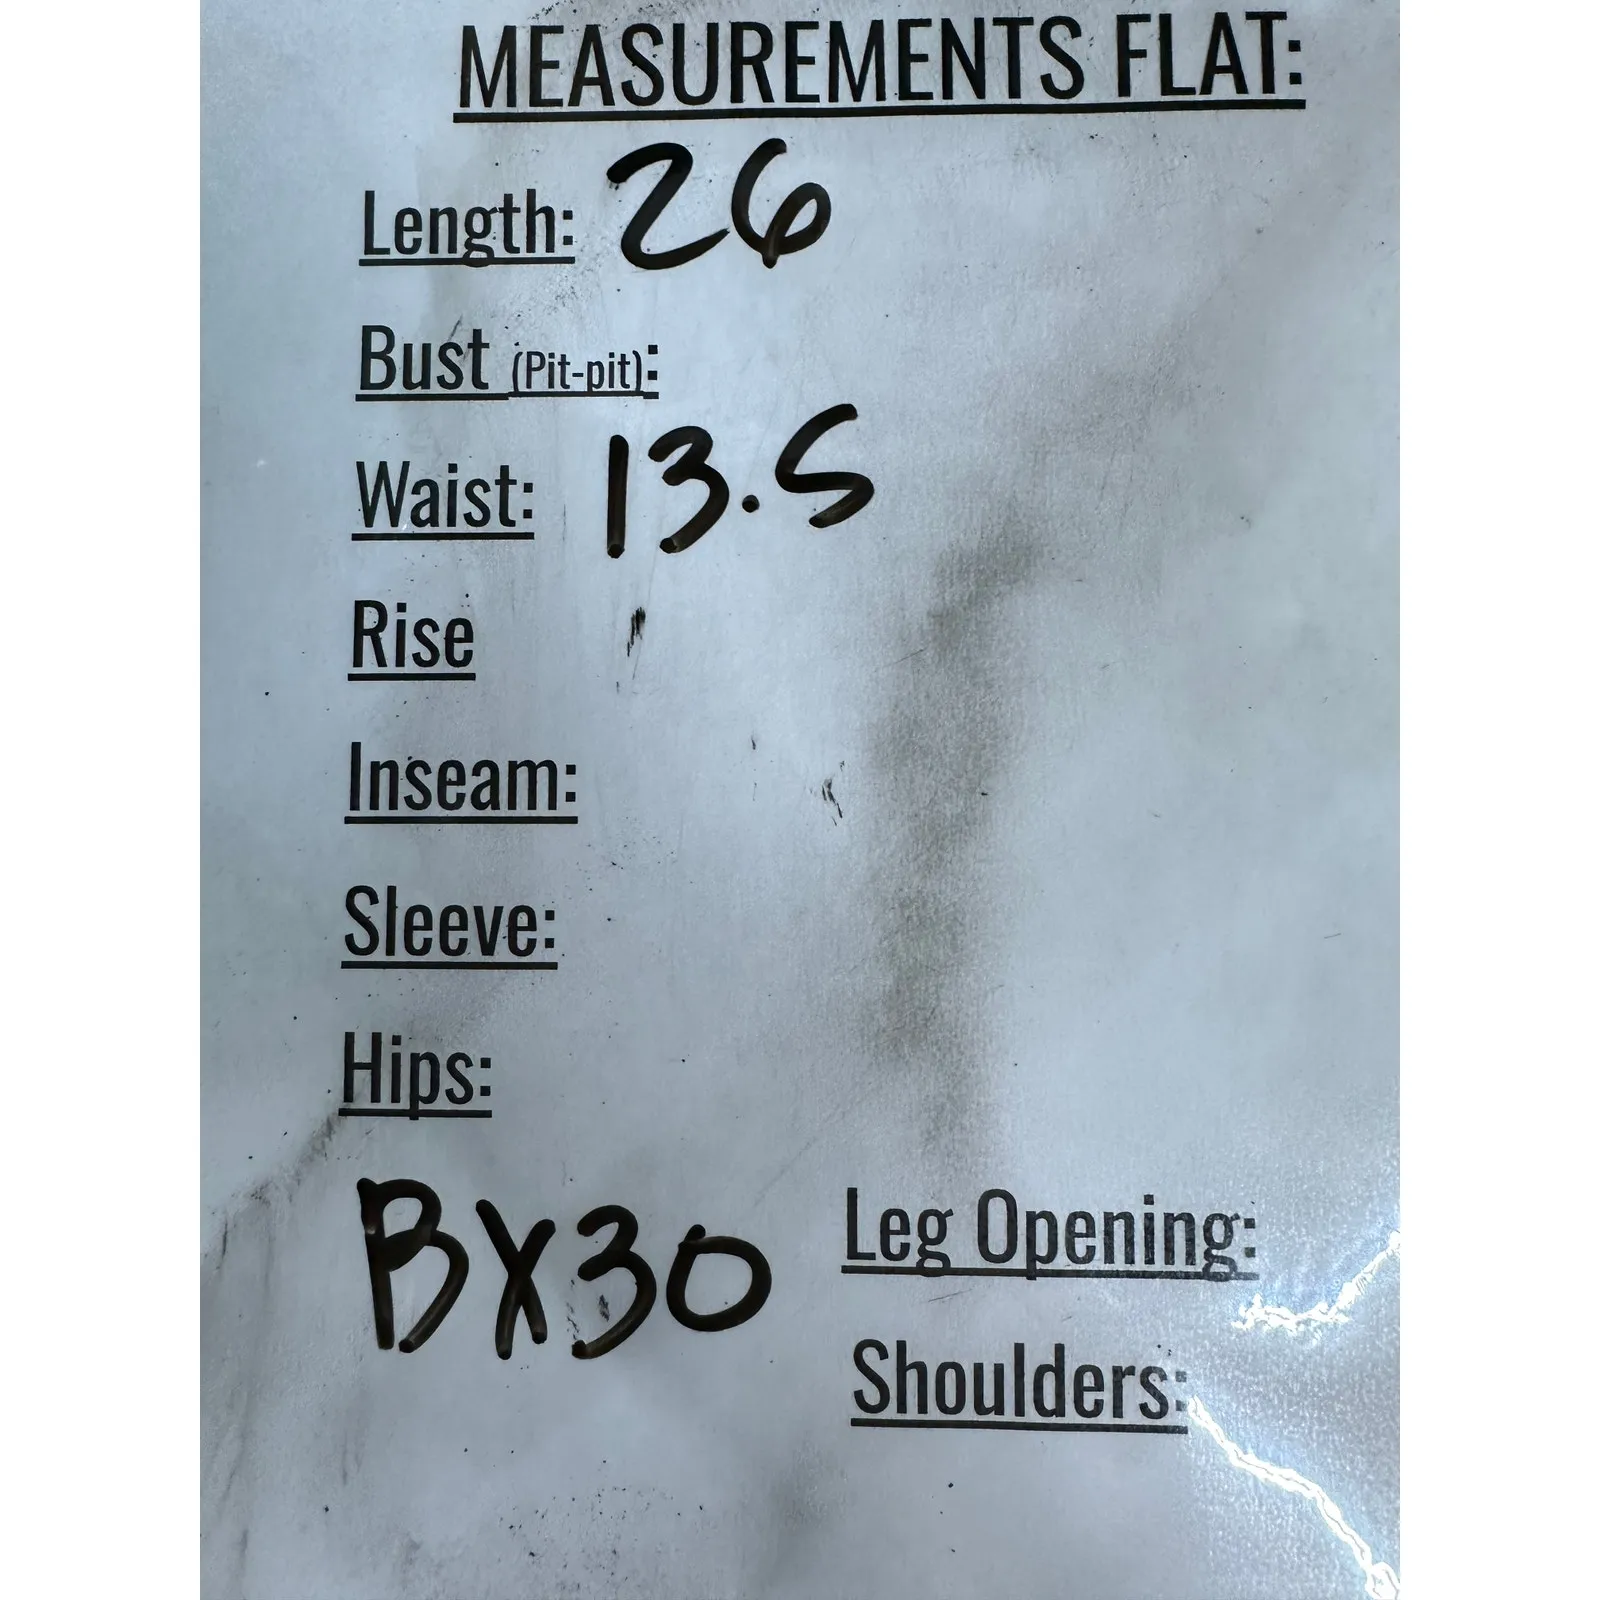 MEASUREMENTS FLAT:
Length: 26
Bust (Pit-pit):
Waist: 13.5
Rise
Inseam:
Sleeve:
Hips:
BX30
Leg Opening:
Shoulders: